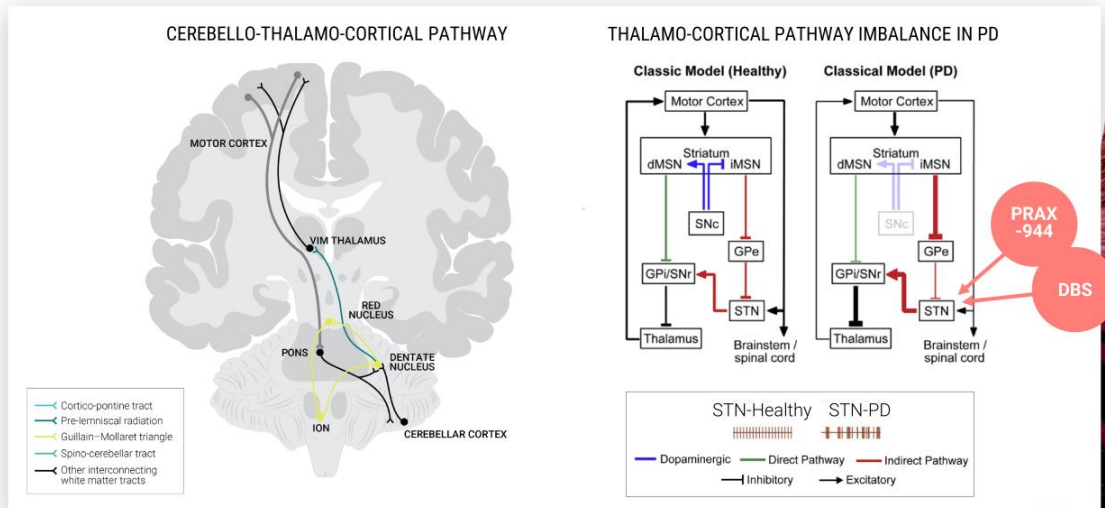 CEREBELLO-THALAMO-CORTICAL PATHWAY
MOTOR CORTEX
VIM THALAMUS
RED
NUCLEUS
PONS
DENTATE
NUCLEUS
ION
CEREBELLAR CORTEX
Cortico-pontine tract
Pre-lemniscal radiation
Guillain–Mollaret triangle
Spino-cerebellar tract
Other interconnecting
white matter tracts
THALAMO-CORTICAL PATHWAY IMBALANCE IN PD
Classic Model (Healthy)
Motor Cortex
Striatum
dMSN
iMSN
SNc
GPe
GPi/SNr
STN
Thalamus
Brainstem /
spinal cord
Classical Model (PD)
Motor Cortex
Striatum
dMSN
iMSN
SNc
GPe
GPi/SNr
STN
Thalamus
Brainstem /
spinal cord
PRAX
-944
DBS
STN-Healthy
STN-PD
Dopaminergic
Direct Pathway
Indirect Pathway
Inhibitory
Excitatory